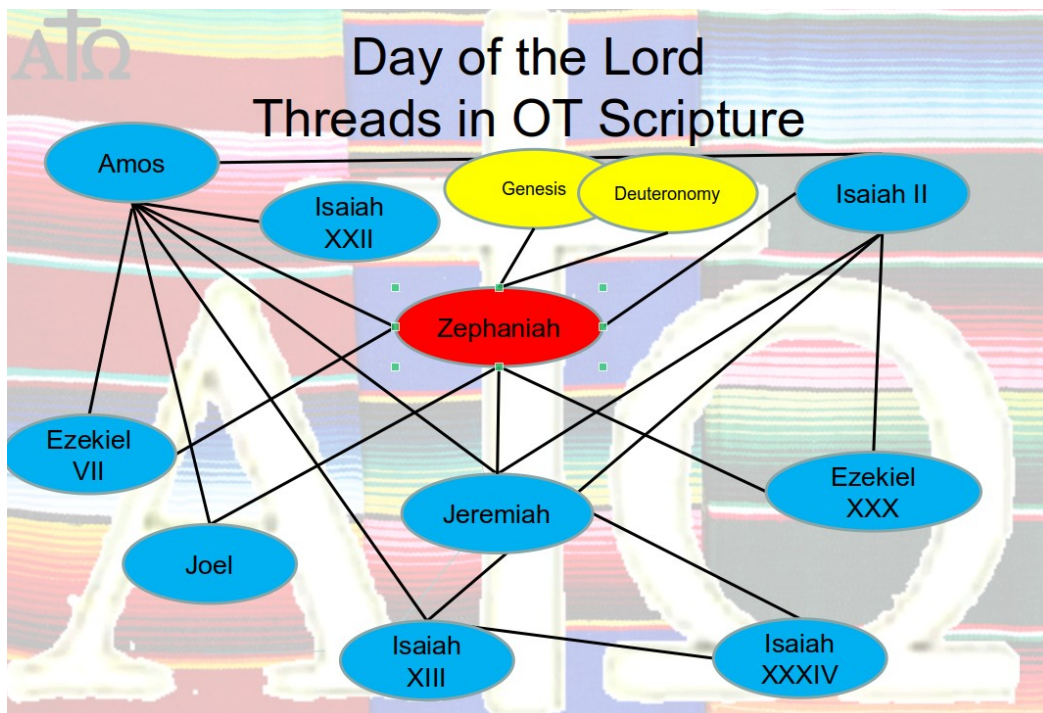 ΑΩ
Day of the Lord
Threads in OT Scripture
Amos
Isaiah
XXII
Genesis
Deuteronomy
Isaiah II
Zephaniah
Ezekiel
VII
Jeremiah
Ezekiel
XXX
Joel
Isaiah
XIII
Isaiah
XXXIV